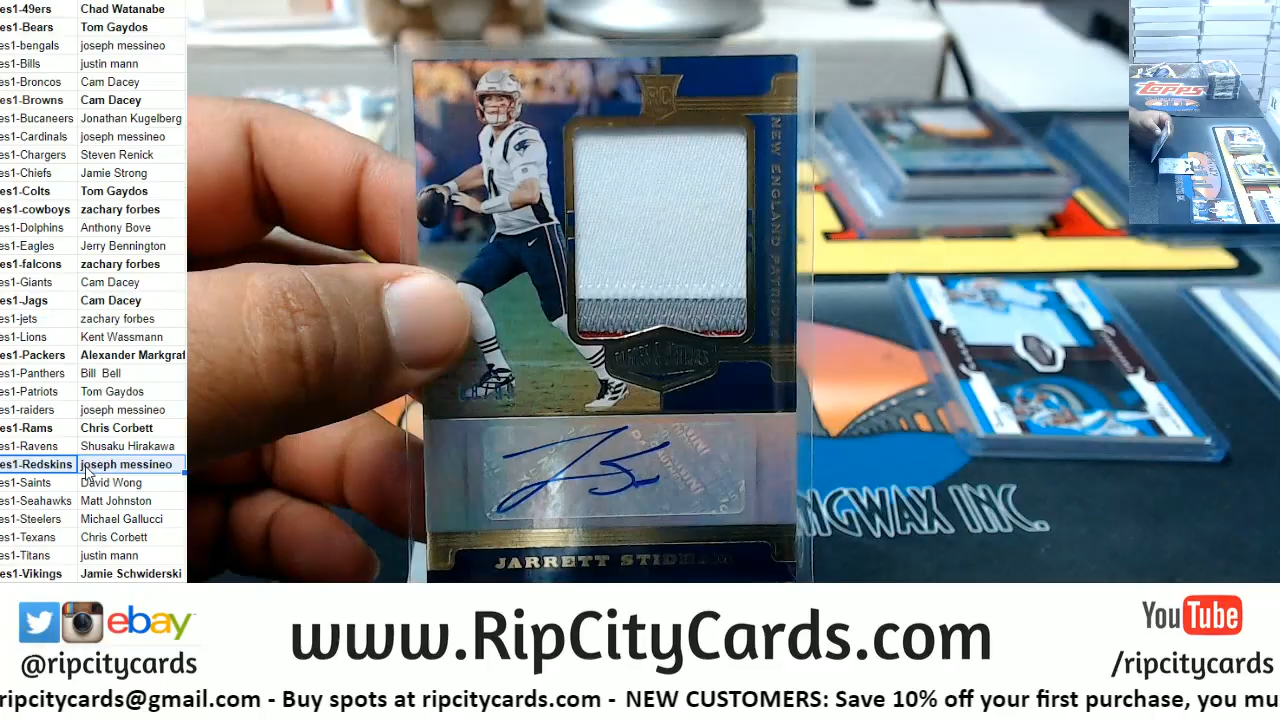 es1-49ers Chad Watanabe
es1-Bears Tom Gaydos
es1-bengals joseph messineo
es1-Bills justin mann
es1-Broncos Cam Dacey
es1-Browns Cam Dacey
es1-Bucaneers Jonathan Kugelberg
es1-Cardinals joseph messineo
es1-Chargers Steven Renick
es1-Chiefs Jamie Strong
es1-Colts Tom Gaydos
es1-cowboys zachary forbes
es1-Dolphins Anthony Bove
es1-Eagles Jerry Bennington
es1-falcons zachary forbes
es1-Giants Cam Dacey
es1-Jags Cam Dacey
es1-jets zachary forbes
es1-Lions Kent Wassmann
es1-Packers Alexander Markgraf
es1-Panthers Bill Bell
es1-Patriots Tom Gaydos
es1-raiders joseph messineo
es1-Rams Chris Corbett
es1-Ravens Shusaku Hirakawa
es1-Redskins joseph messineo
es1-Saints David Wong
es1-Seahawks Matt Johnston
es1-Steelers Michael Gallucci
es1-Texans Chris Corbett
es1-Titans justin mann
es1-Vikings Jamie Schwiderski
RC
NEW ENGLAND PATRIOTS
JARRETT STIDHAM
NGWAX INC.
Topps
ebay
@ripcitycards
www.RipCityCards.com
YouTube
/ripcitycards
ripcitycards@gmail.com - Buy spots at ripcitycards.com - NEW CUSTOMERS: Save 10% off your first purchase, you mu